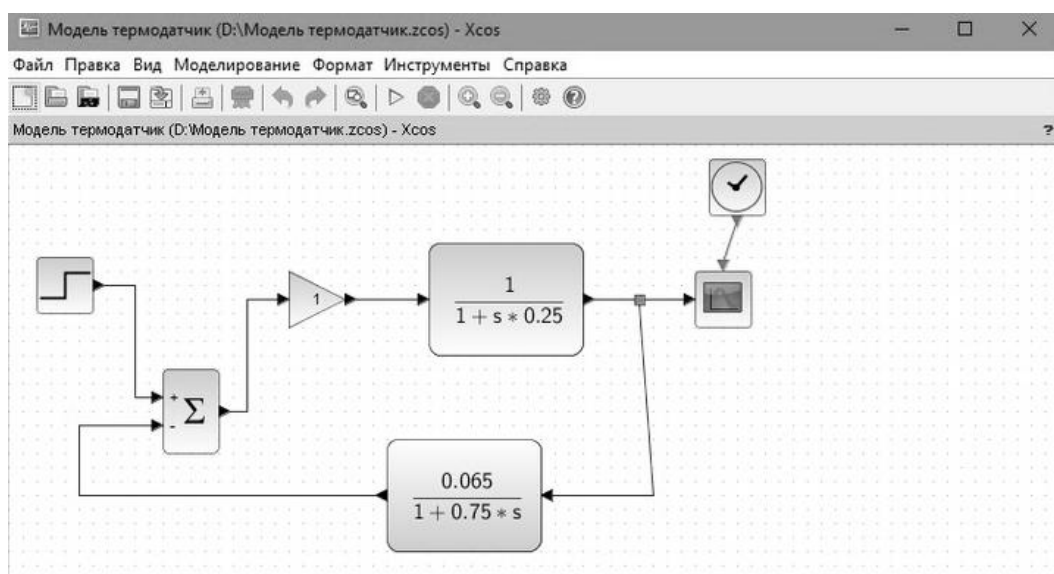 Модель термодатчик (D:\Модель термодатчик.zcos) - Xcos
Файл Правка Вид Моделирование Формат Инструменты Справка
Модель термодатчик (D:\Модель термодатчик.zcos) - Xcos ?
1
1
1 + s * 0.25
+
Σ
-
0.065
1 + 0.75 * s